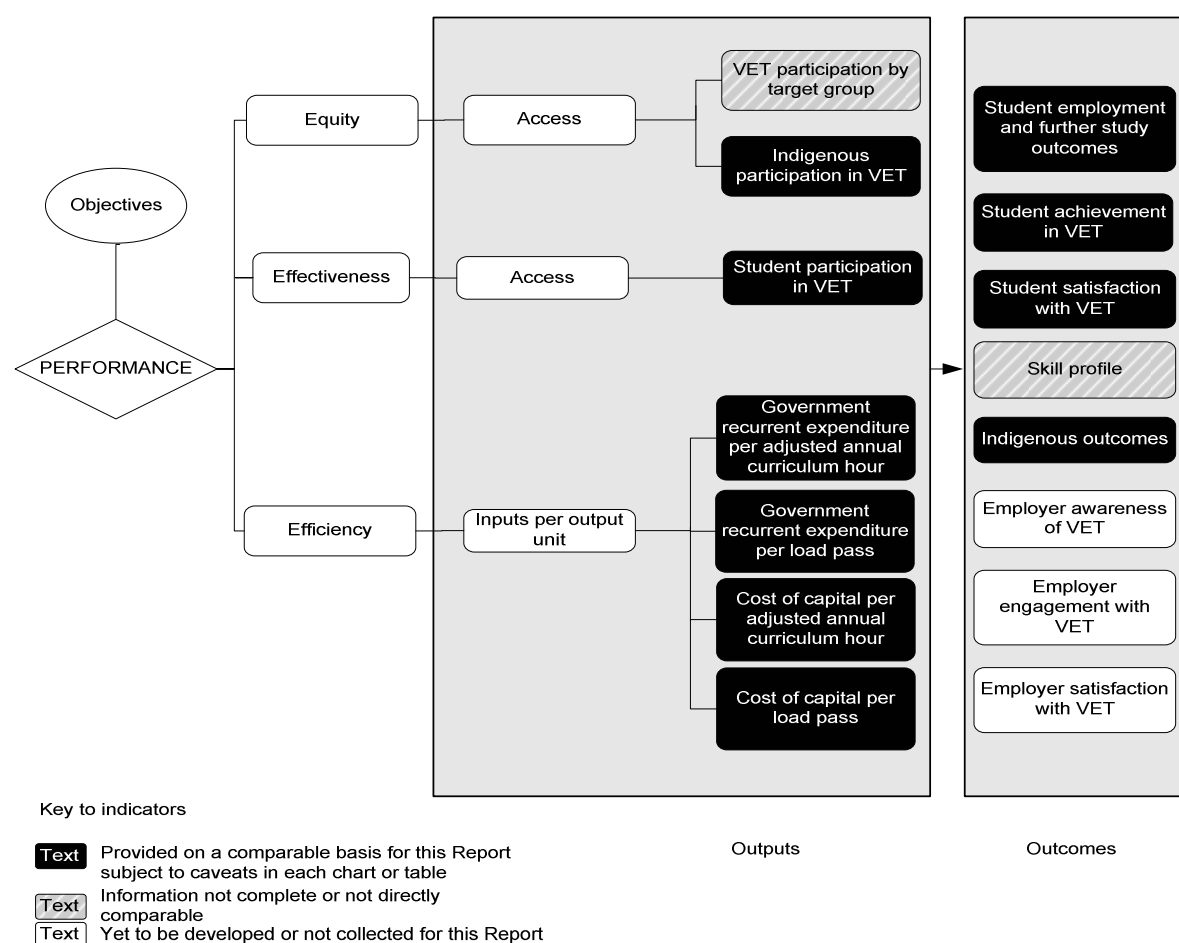 Objectives
PERFORMANCE
Equity
Access
VET participation by
target group
Indigenous
participation in VET
Effectiveness
Access
Student participation
in VET
Efficiency
Inputs per output
unit
Government
recurrent expenditure
per adjusted annual
curriculum hour
Government
recurrent expenditure
per load pass
Cost of capital per
adjusted annual
curriculum hour
Cost of capital per
load pass
Student employment
and further study
outcomes
Student achievement
in VET
Student satisfaction
with VET
Skill profile
Indigenous outcomes
Employer awareness
of VET
Employer
engagement with
VET
Employer satisfaction
with VET
Outputs
Outcomes
Key to indicators
Text
Provided on a comparable basis for this Report
subject to caveats in each chart or table
Text
Information not complete or not directly
comparable
Text
Yet to be developed or not collected for this Report